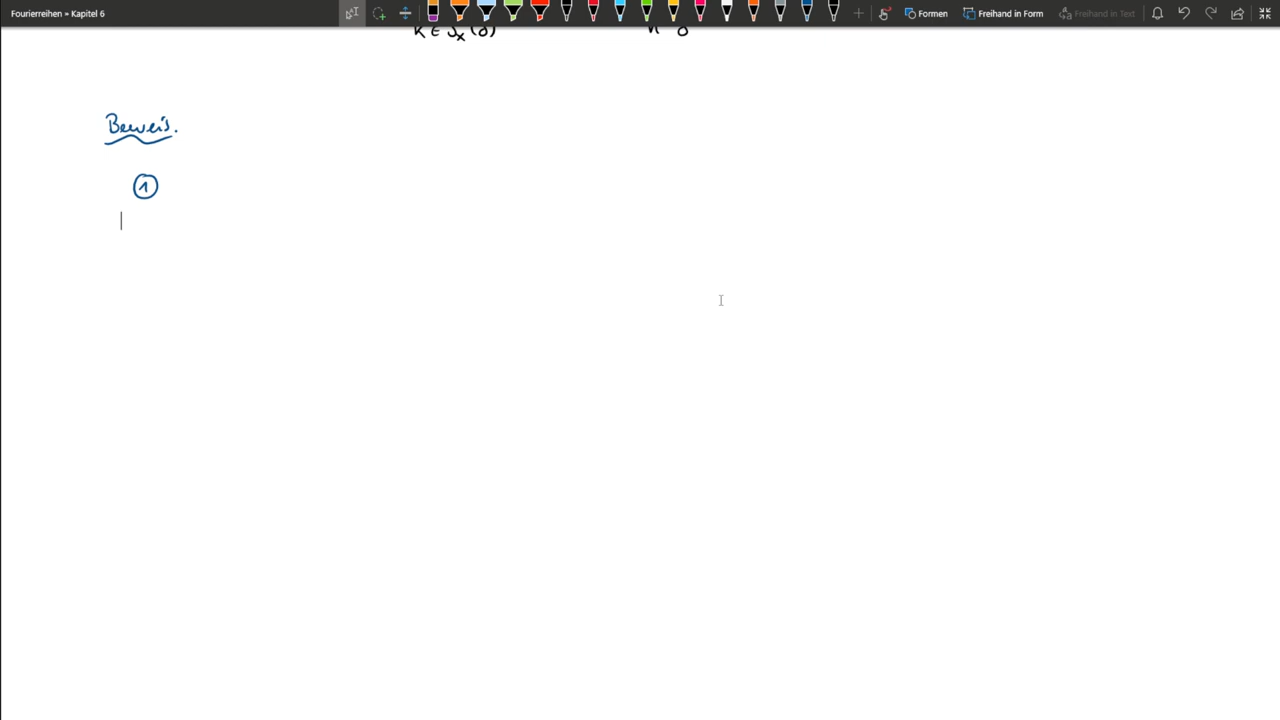 Fourierreihen » Kapitel 6
Formen
Freihand in Form
Freihand in Text
Beweis.
①